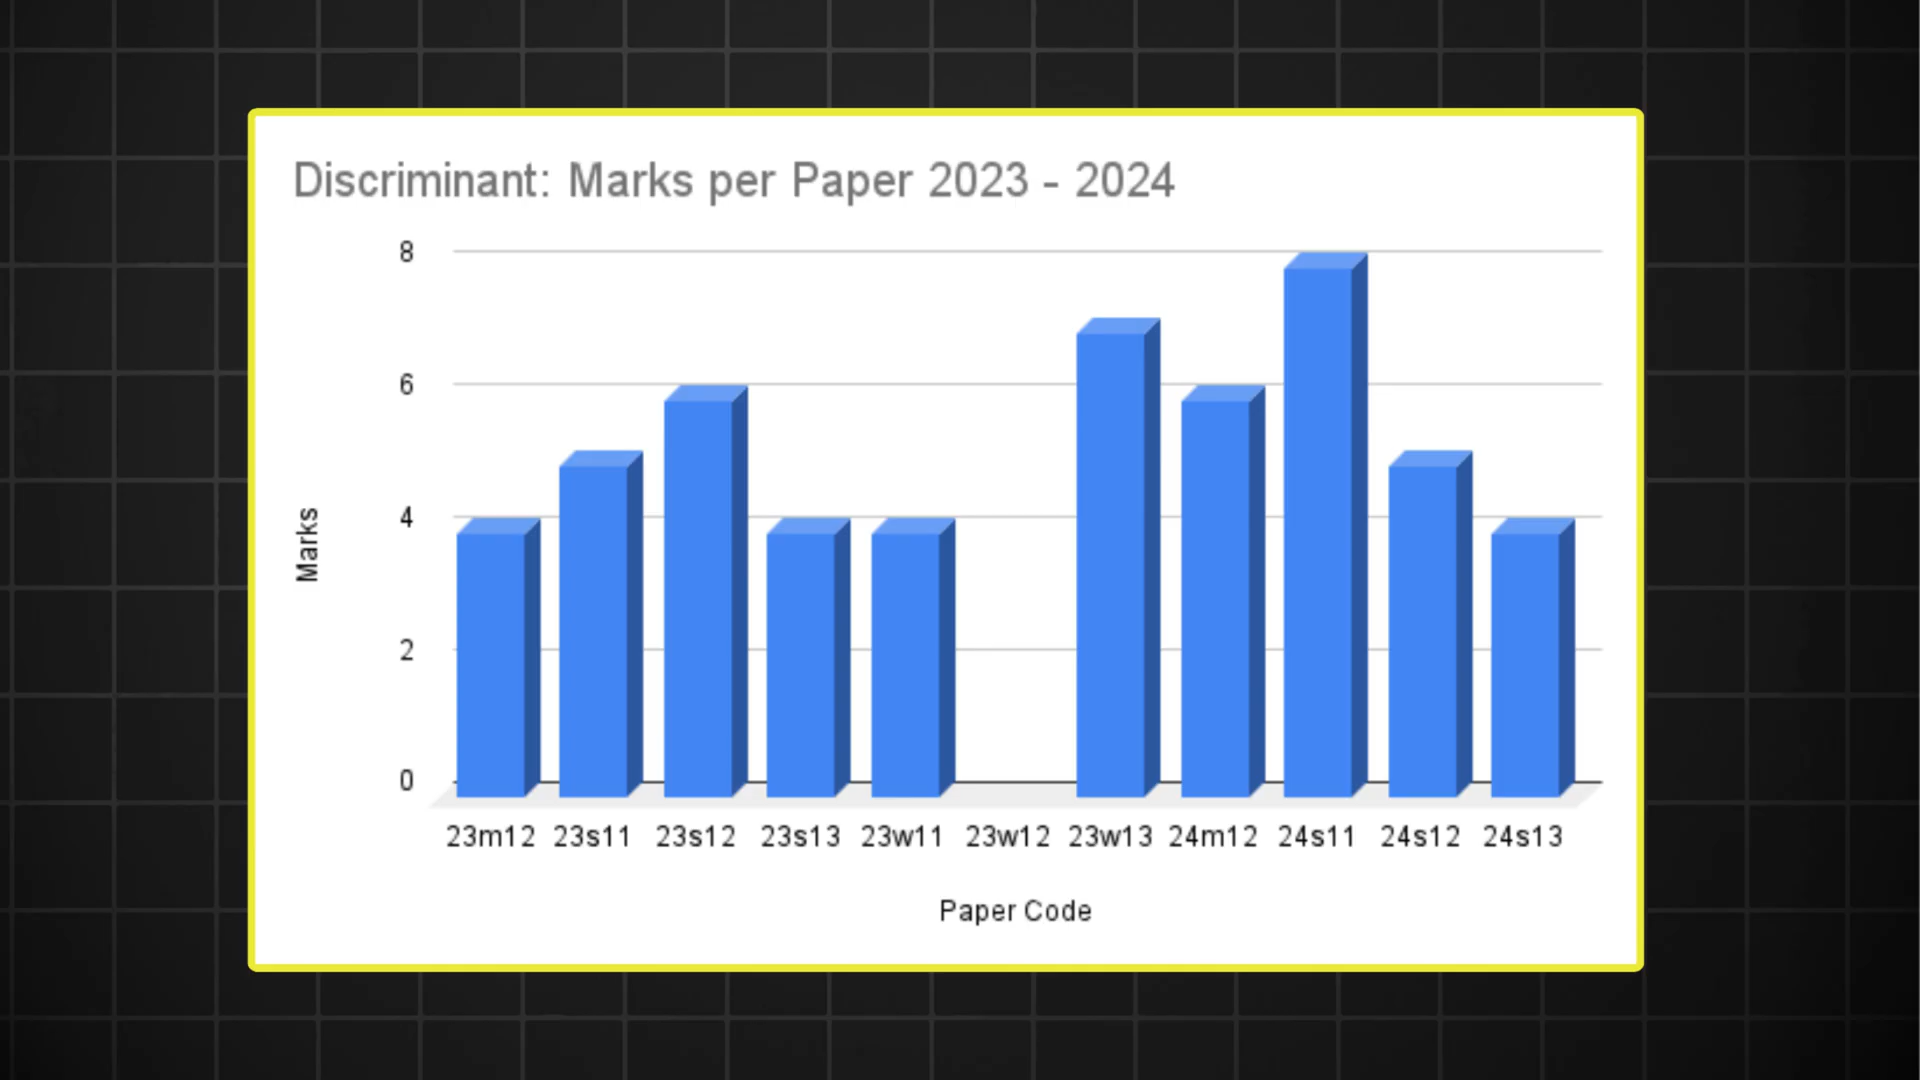 Discriminant: Marks per Paper 2023 - 2024
8
6
4
2
0
Marks
23m12 23s11 23s12 23s13 23w11 23w12 23w13 24m12 24s11 24s12 24s13
Paper Code